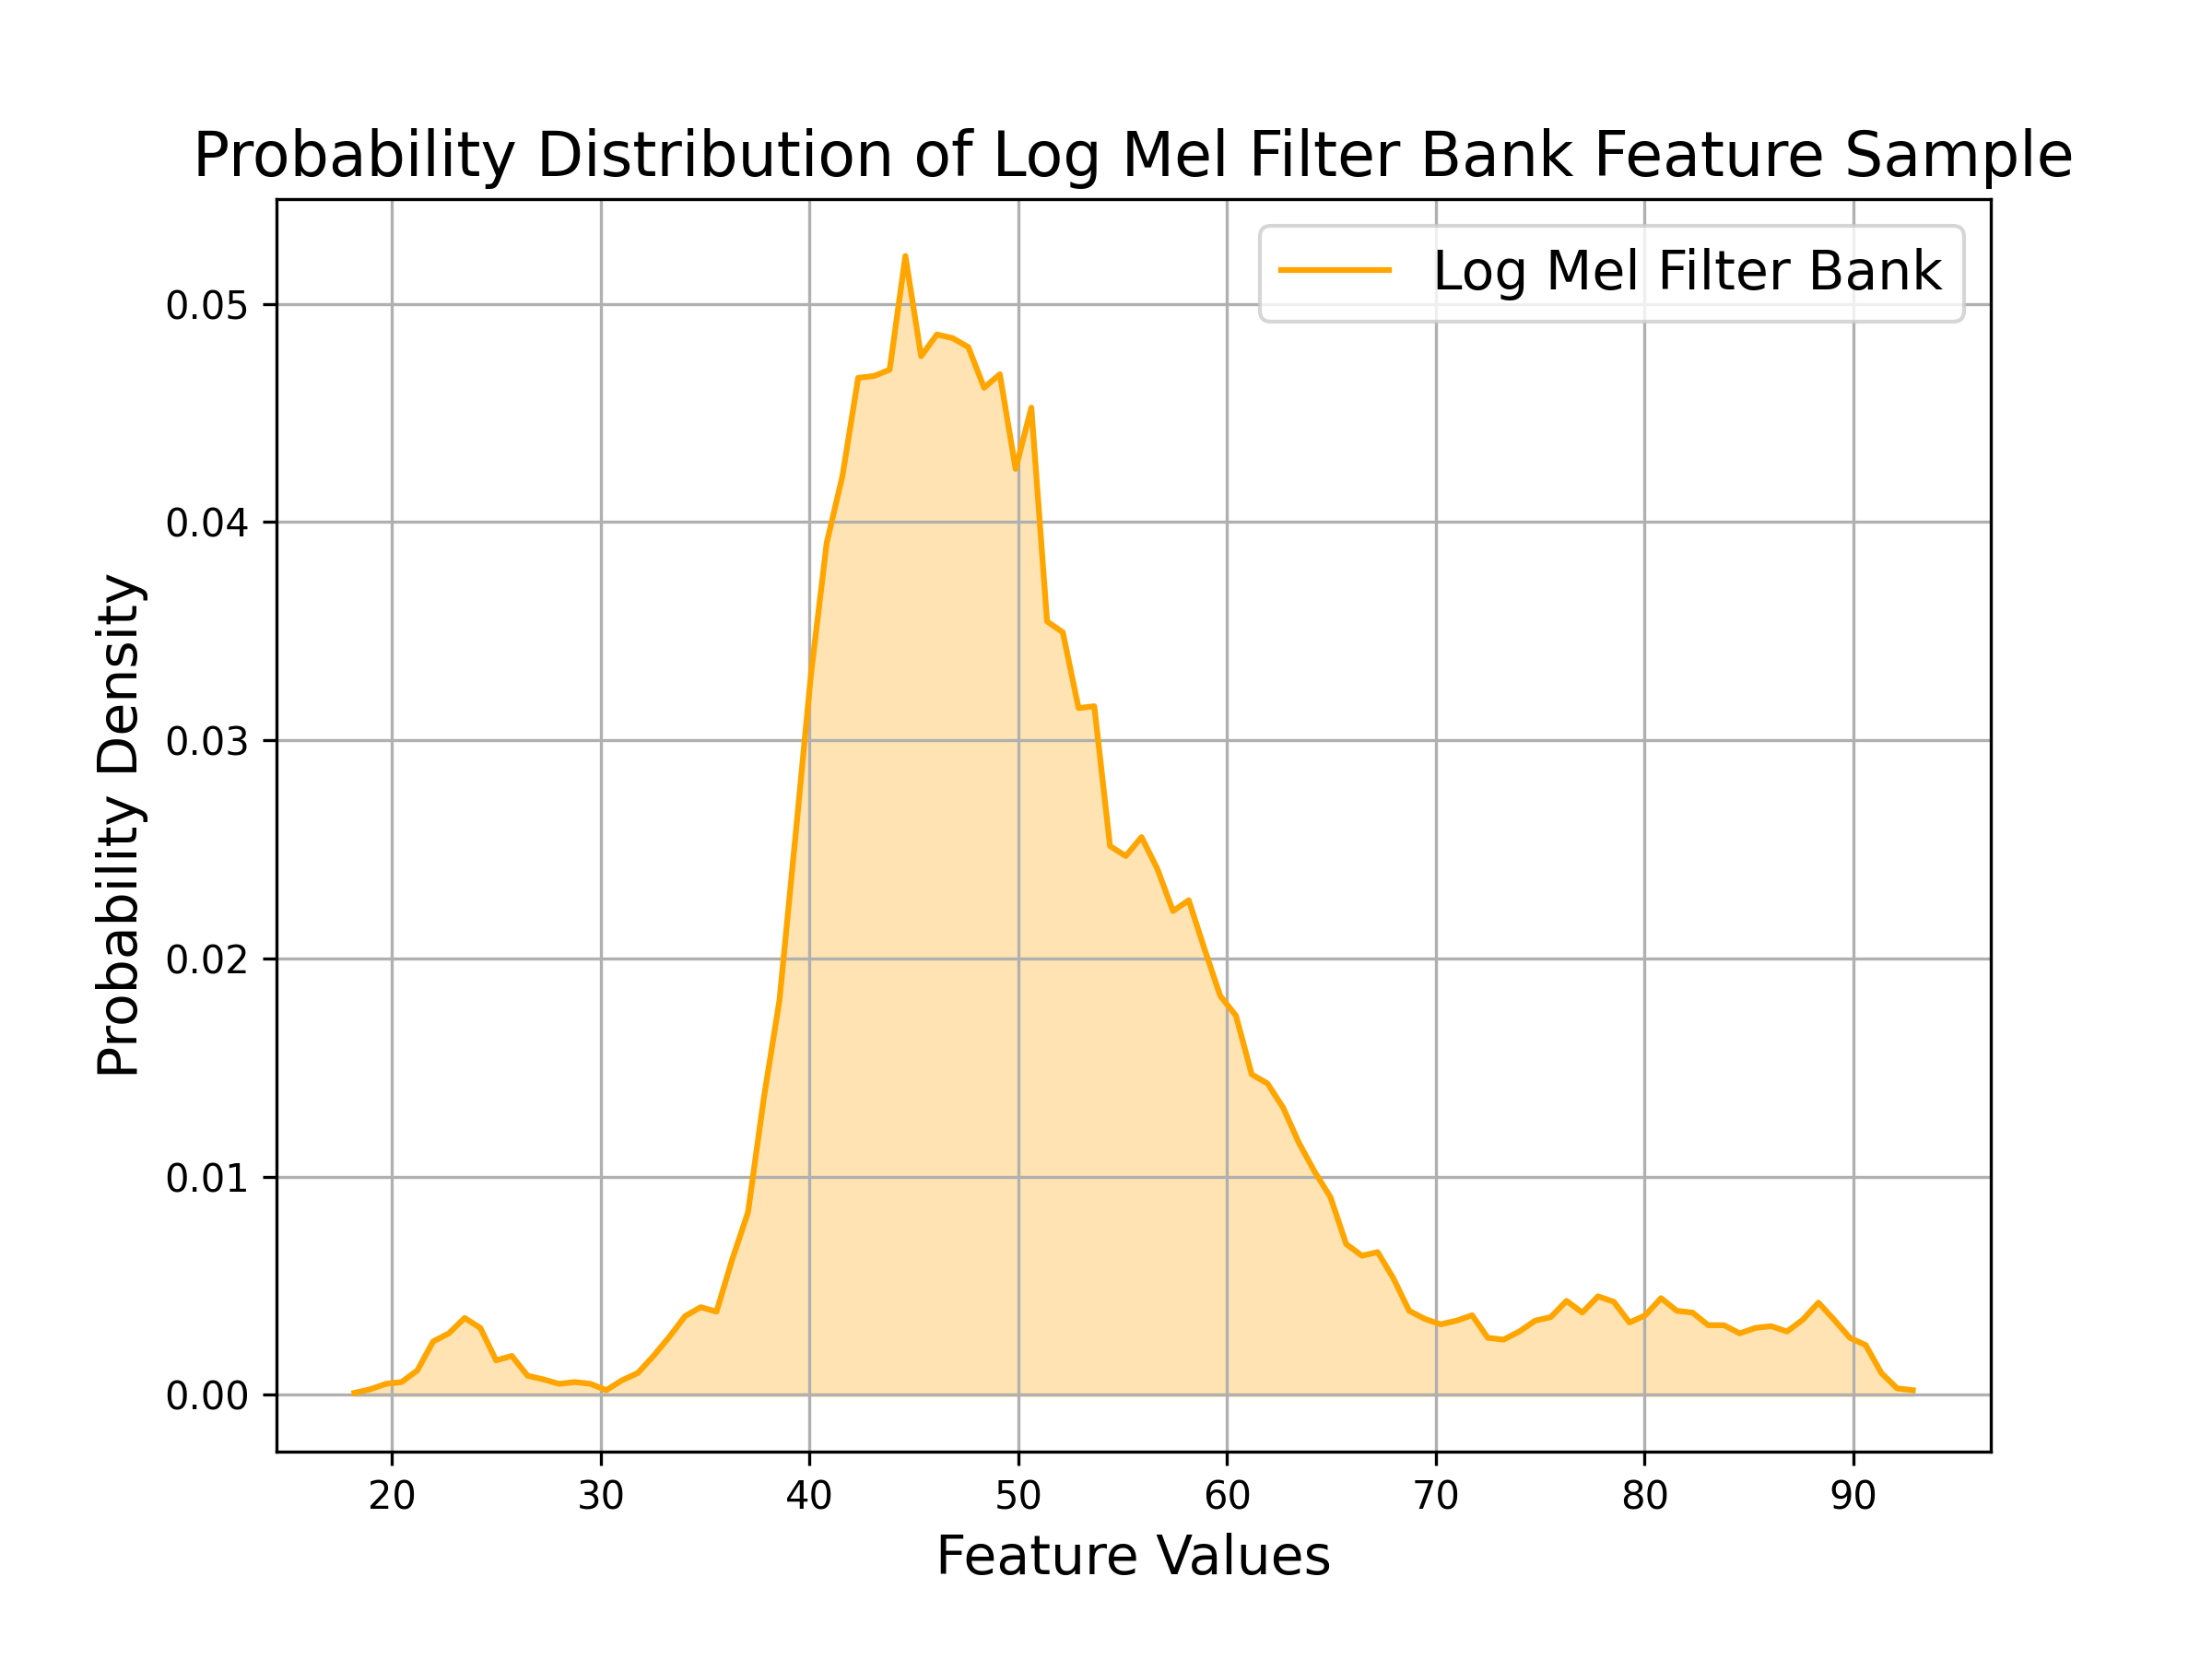 Probability Distribution of Log Mel Filter Bank Feature Sample
Log Mel Filter Bank
0.05
0.04
0.03
0.02
0.01
0.00
Probability Density
20 30 40 50 60 70 80 90
Feature Values